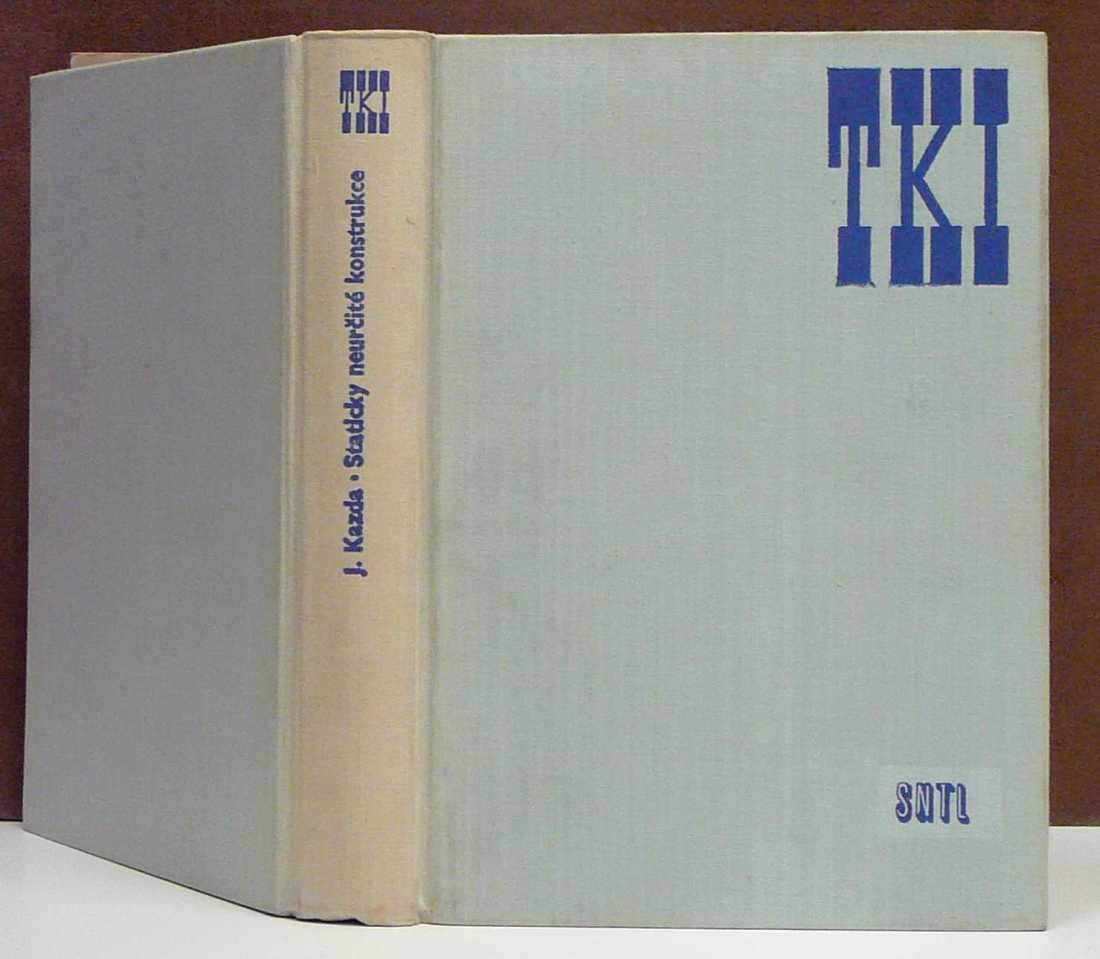 TKI
J. Kazda • Staticky neurčité konstrukce
TKI
SNTL